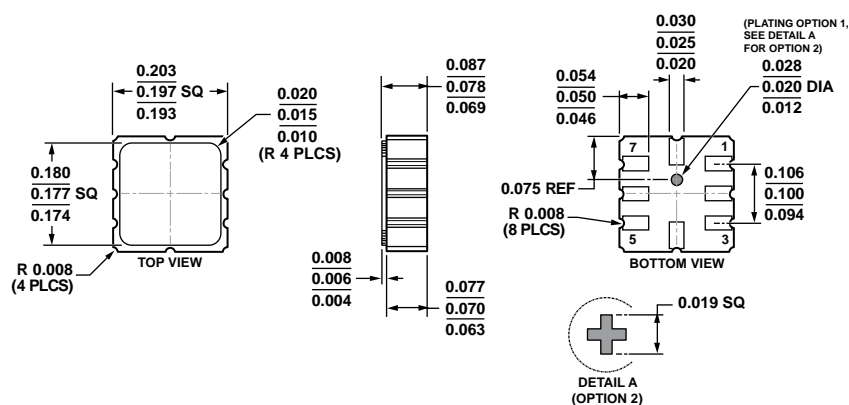 0.203
0.197 SQ
0.193
0.020
0.015
0.010
(R 4 PLCS)
0.180
0.177 SQ
0.174
R 0.008
(4 PLCS)
TOP VIEW
0.087
0.078
0.069
0.008
0.006
0.004
0.077
0.070
0.063
0.030
0.025
0.020
(PLATING OPTION 1,
SEE DETAIL A
FOR OPTION 2)
0.054
0.050
0.046
0.028
0.020 DIA
0.012
7
1
0.075 REF
0.106
0.100
0.094
R 0.008
(8 PLCS)
5
3
BOTTOM VIEW
0.019 SQ
DETAIL A
(OPTION 2)